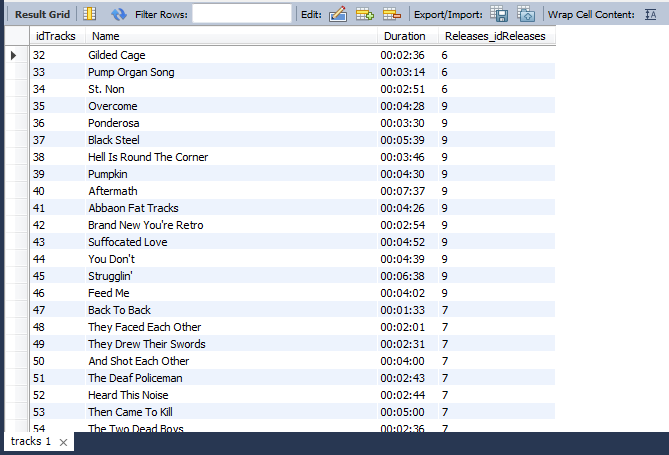 Result Grid Filter Rows: Edit: Export/Import: Wrap Cell Content: IA
idTracks Name Duration Releases_idReleases
32 Gilded Cage 00:02:36 6
33 Pump Organ Song 00:03:14 6
34 St. Non 00:02:51 6
35 Overcome 00:04:28 9
36 Ponderosa 00:03:30 9
37 Black Steel 00:05:39 9
38 Hell Is Round The Corner 00:03:46 9
39 Pumpkin 00:04:30 9
40 Aftermath 00:07:37 9
41 Abbaon Fat Tracks 00:04:26 9
42 Brand New You're Retro 00:02:54 9
43 Suffocated Love 00:04:52 9
44 You Don't 00:04:39 9
45 Strugglin' 00:06:38 9
46 Feed Me 00:04:02 9
47 Back To Back 00:01:33 7
48 They Faced Each Other 00:02:01 7
49 They Drew Their Swords 00:02:31 7
50 And Shot Each Other 00:04:00 7
51 The Deaf Policeman 00:02:43 7
52 Heard This Noise 00:02:44 7
53 Then Came To Kill 00:05:00 7
54 The Two Dead Boys 00:02:36 7
tracks 1